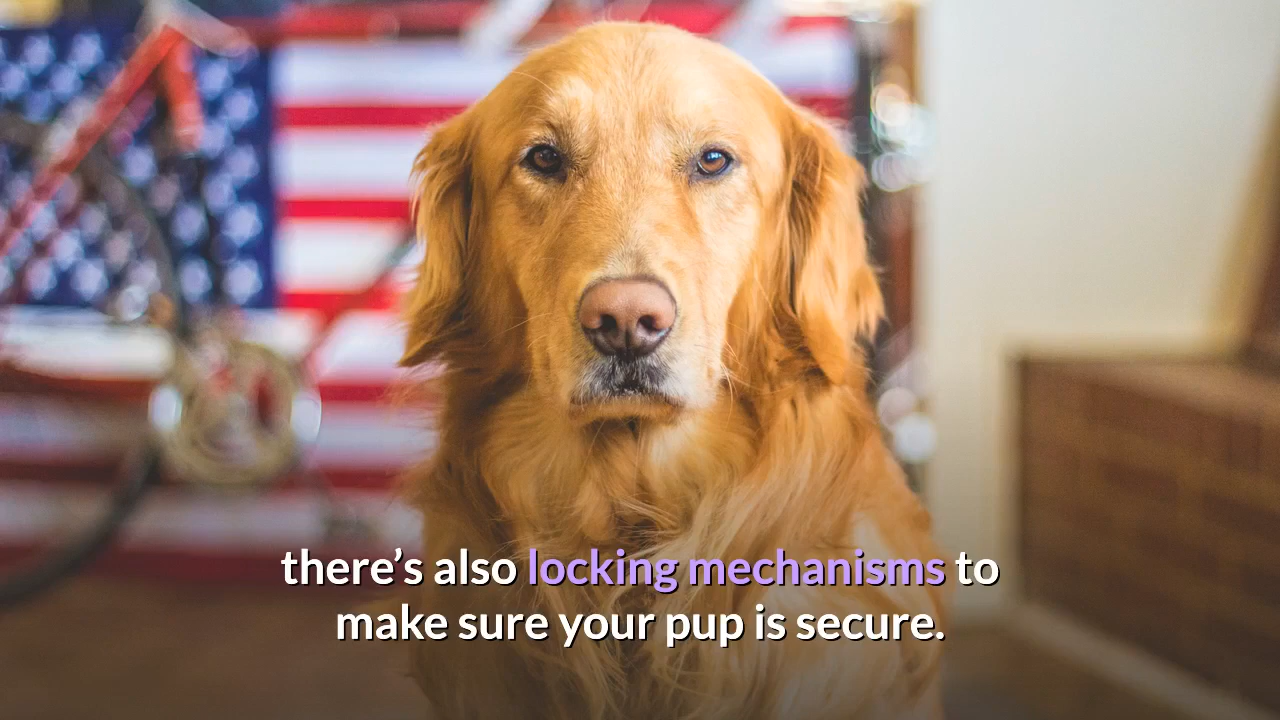 there’s also locking mechanisms to
make sure your pup is secure.